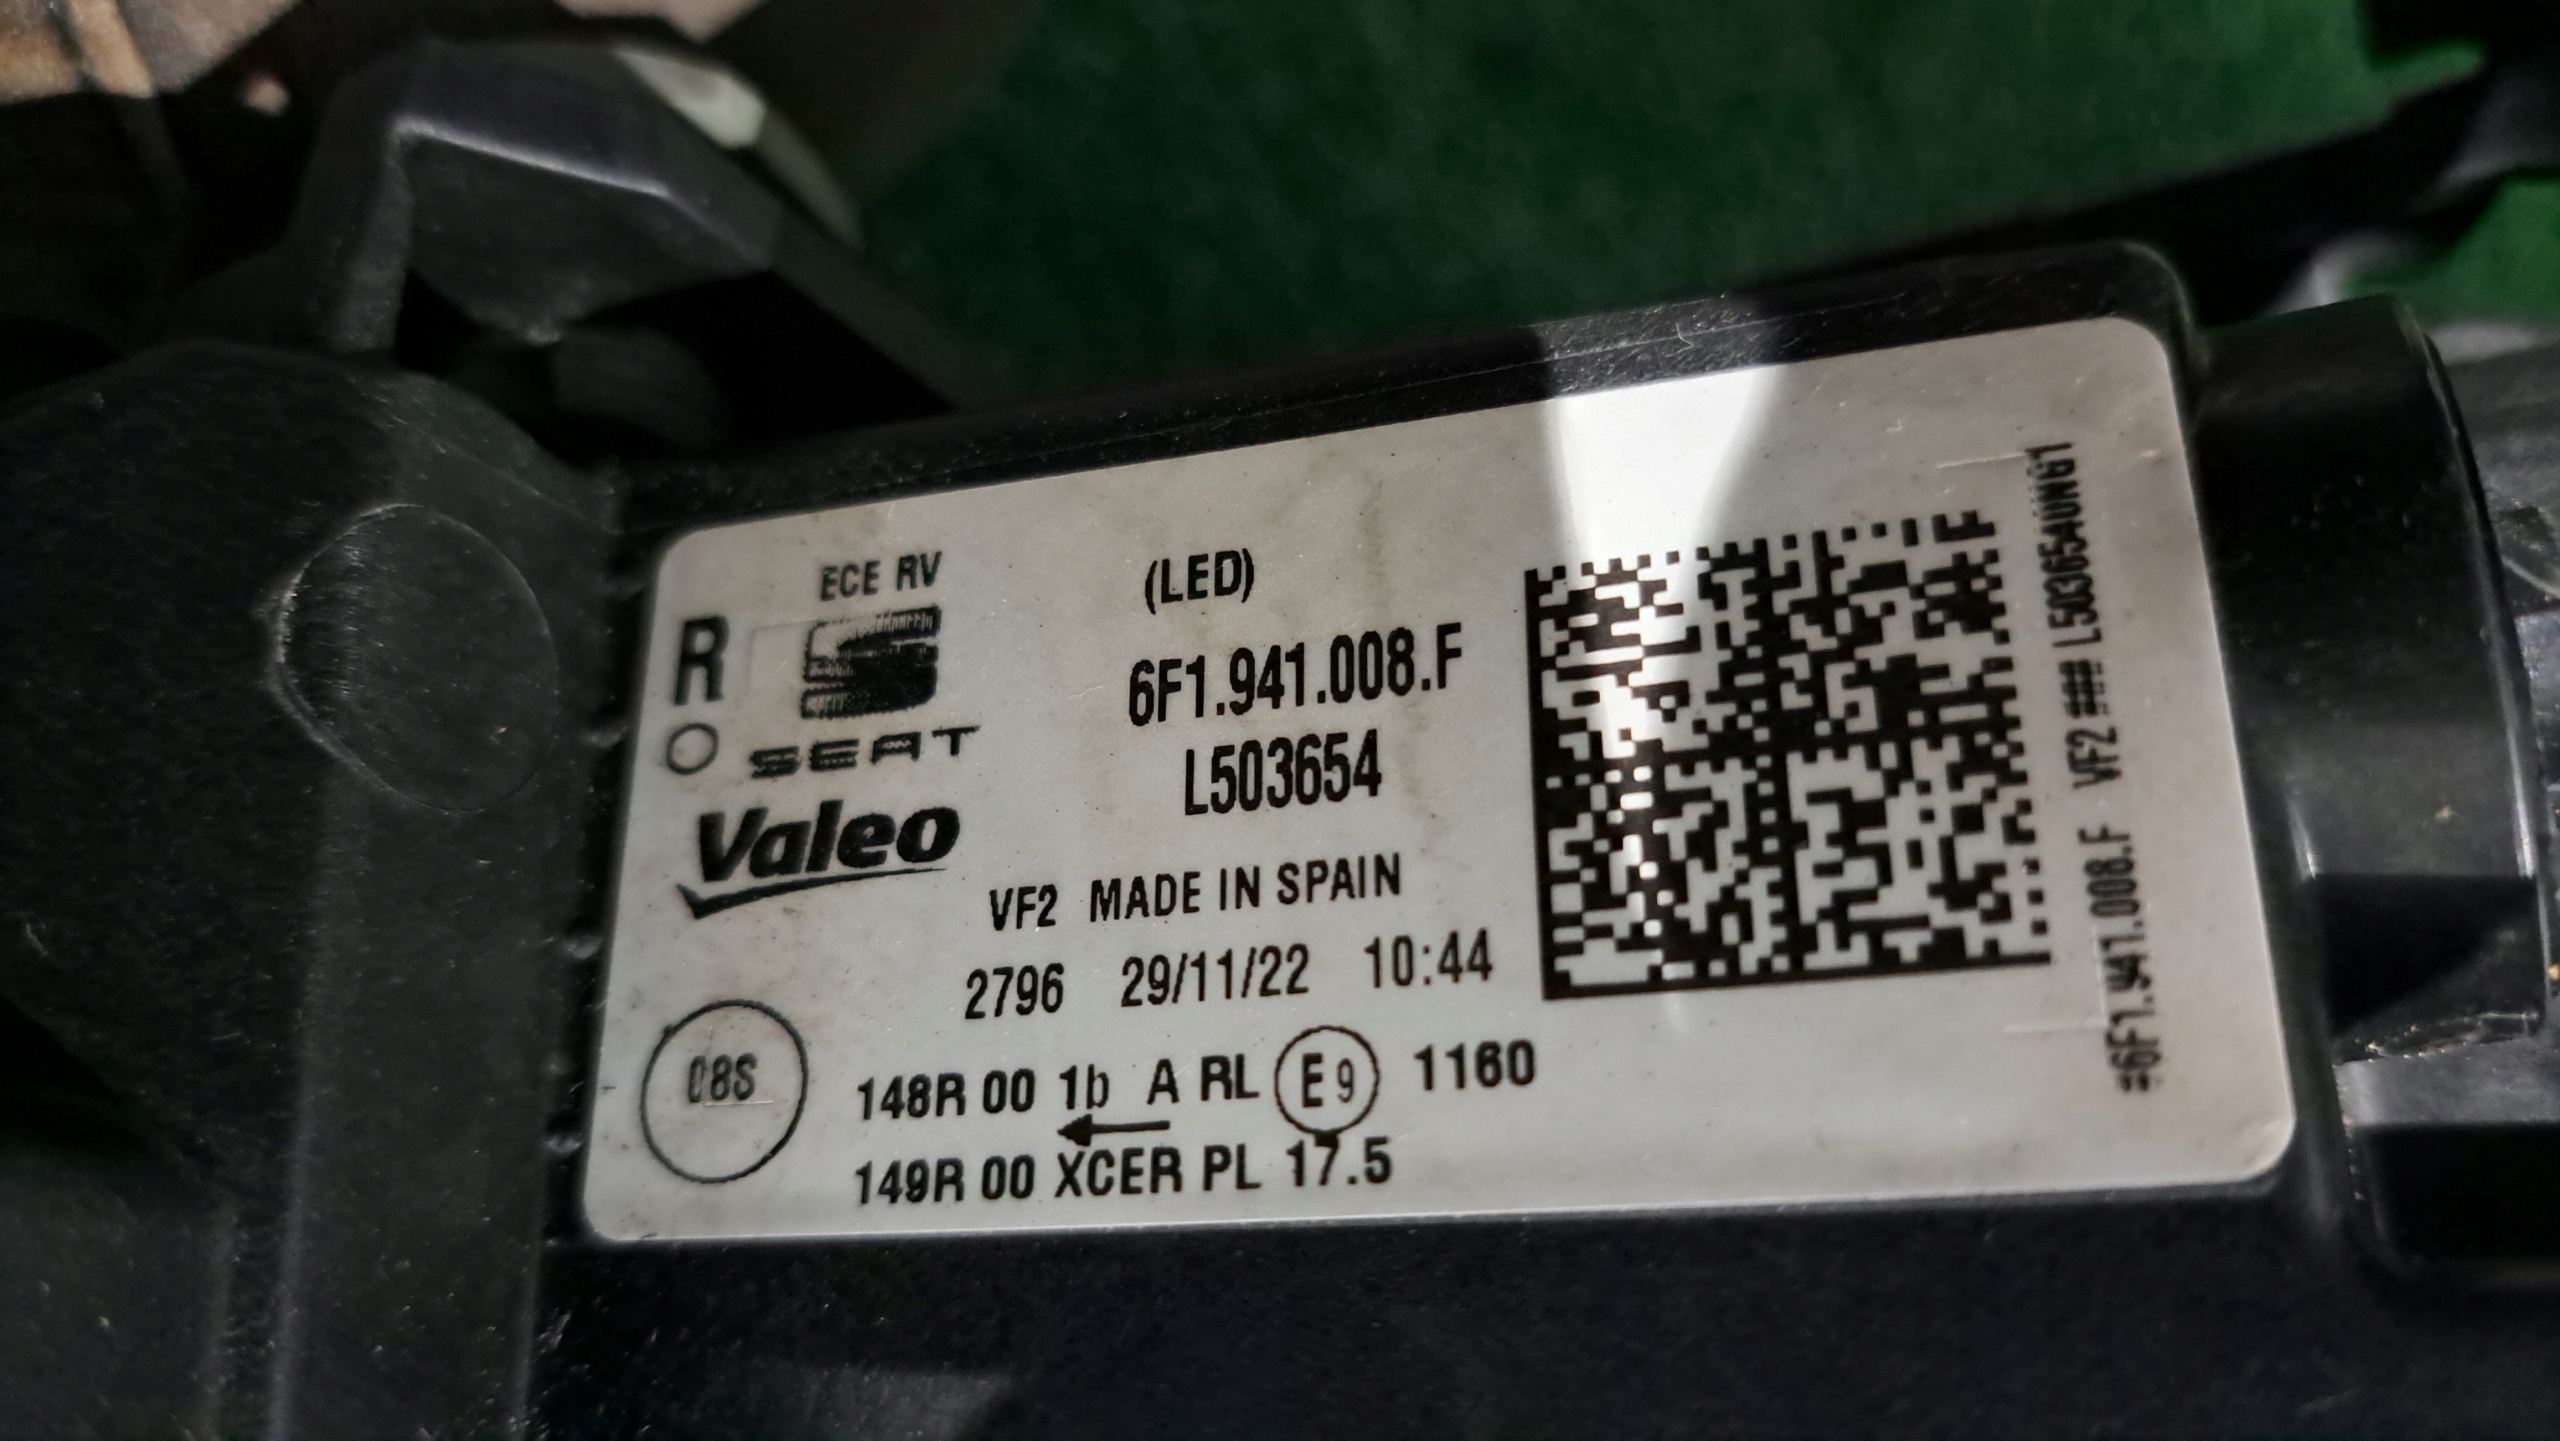 ECE RV
(LED)
R
SEAT
6F1.941.008.F
L503654
Valeo
VF2 MADE IN SPAIN
2796 29/11/22 10:44
08S
148R 00 1b A RL E9 1160
←
149R 00 XCER PL 17.5
6F1.941.008.F VF2 ### L503654